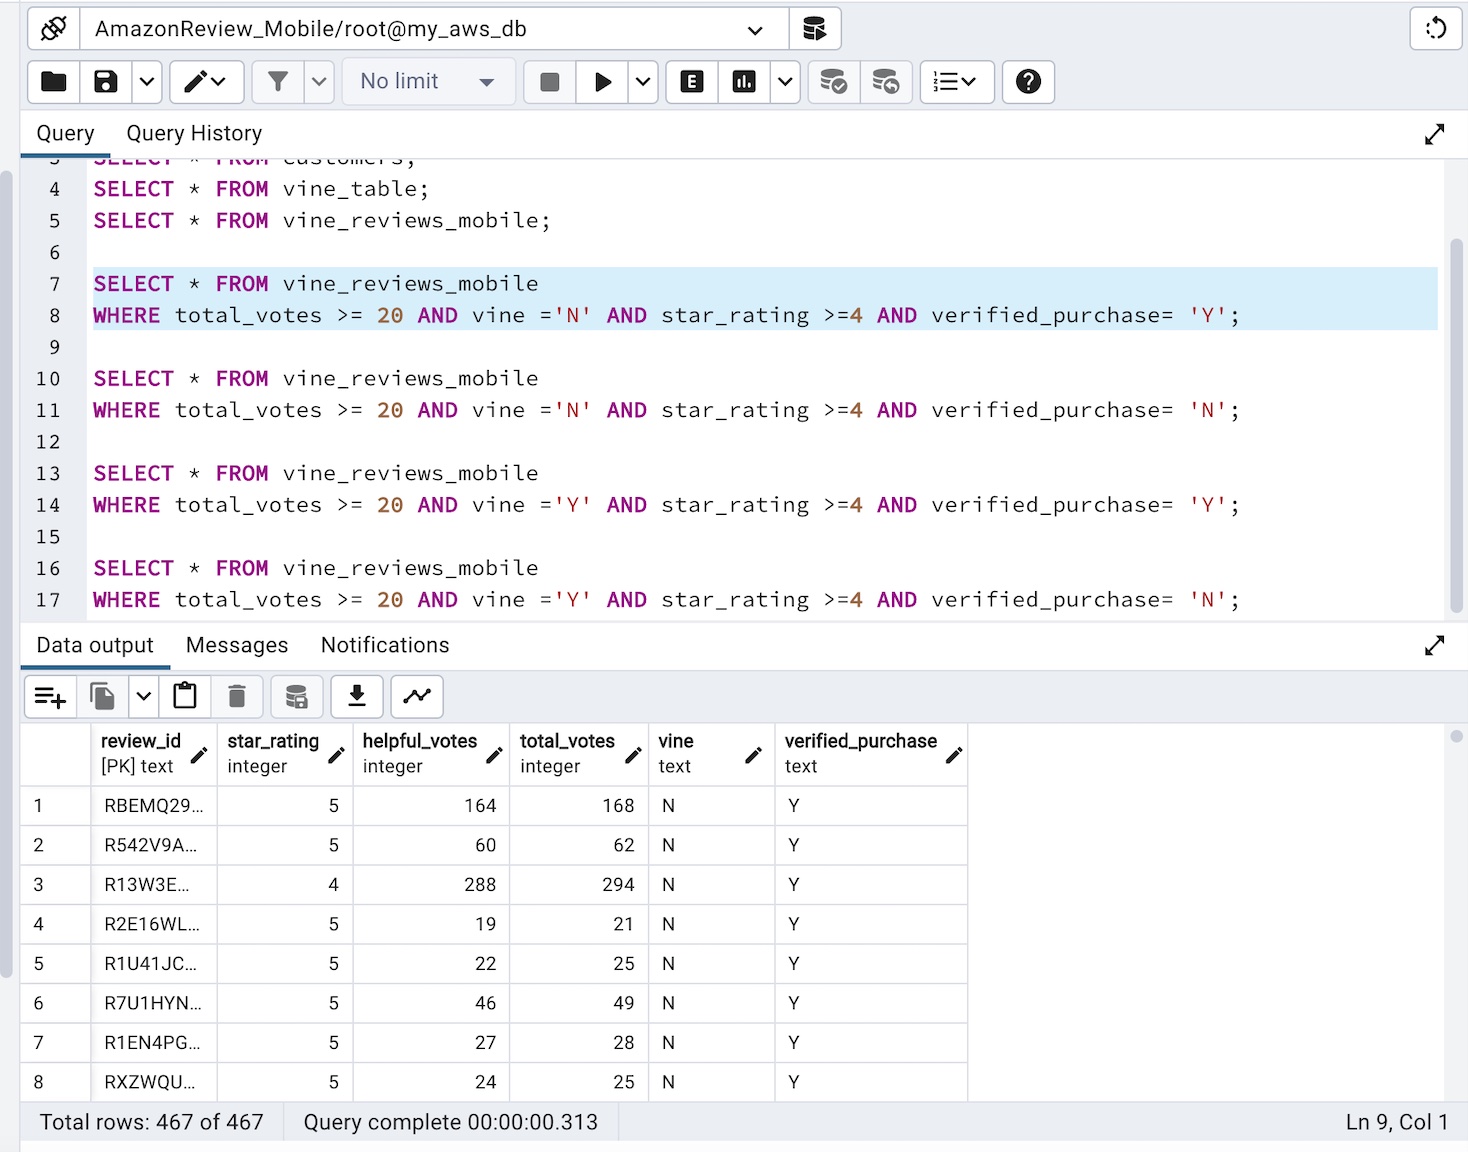 AmazonReview_Mobile/root@my_aws_db
No limit
E
Query Query History
3 SELECT * FROM customers;
4 SELECT * FROM vine_table;
5 SELECT * FROM vine_reviews_mobile;
6
7 SELECT * FROM vine_reviews_mobile
8 WHERE total_votes >= 20 AND vine ='N' AND star_rating >=4 AND verified_purchase= 'Y';
9
10 SELECT * FROM vine_reviews_mobile
11 WHERE total_votes >= 20 AND vine ='N' AND star_rating >=4 AND verified_purchase= 'N';
12
13 SELECT * FROM vine_reviews_mobile
14 WHERE total_votes >= 20 AND vine ='Y' AND star_rating >=4 AND verified_purchase= 'Y';
15
16 SELECT * FROM vine_reviews_mobile
17 WHERE total_votes >= 20 AND vine ='Y' AND star_rating >=4 AND verified_purchase= 'N';
Data output Messages Notifications
review_id star_rating helpful_votes total_votes vine verified_purchase
[PK] text integer integer integer text text
1 RBEMQ29... 5 164 168 N Y
2 R542V9A... 5 60 62 N Y
3 R13W3E... 4 288 294 N Y
4 R2E16WL... 5 19 21 N Y
5 R1U41JC... 5 22 25 N Y
6 R7U1HYN... 5 46 49 N Y
7 R1EN4PG... 5 27 28 N Y
8 RXZWQU... 5 24 25 N Y
Total rows: 467 of 467 Query complete 00:00:00.313 Ln 9, Col 1